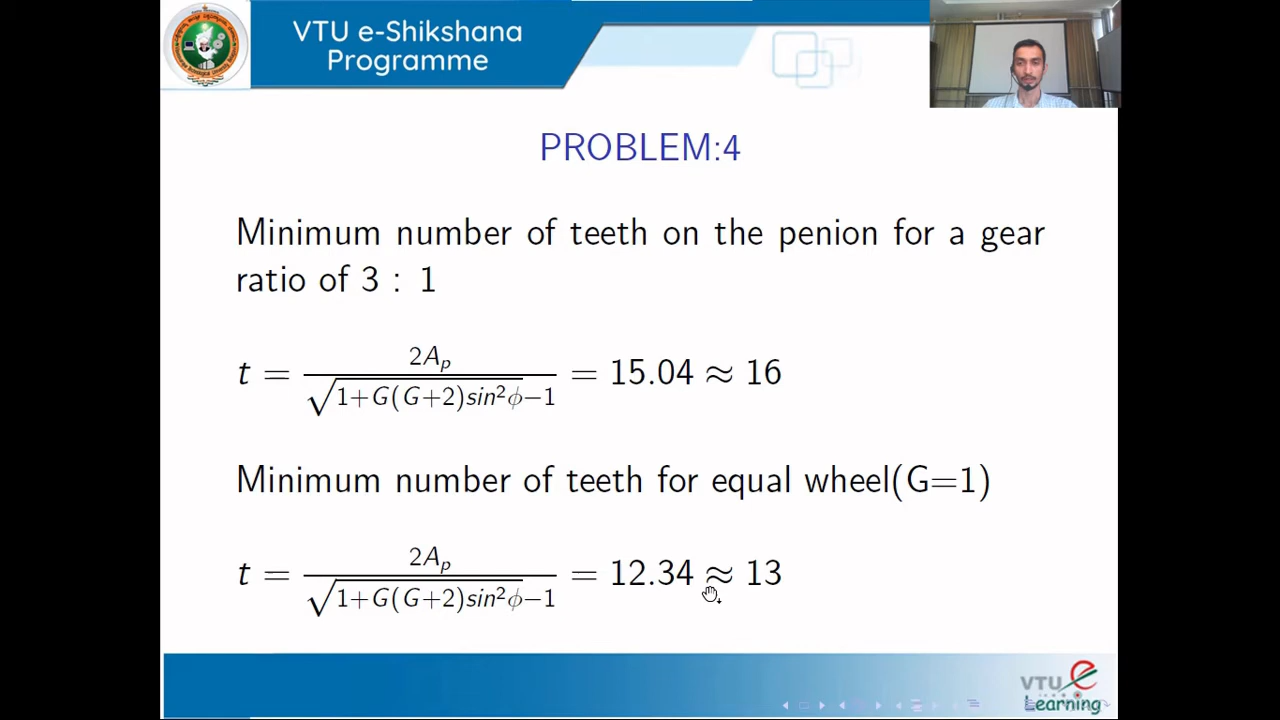 VTU e-Shikshana
Programme
PROBLEM:4
Minimum number of teeth on the penion for a gear
ratio of 3 : 1
t = 2Aₚ / √1+G(G+2)sin²ϕ−1 = 15.04 ≈ 16
Minimum number of teeth for equal wheel(G=1)
t = 2Aₚ / √1+G(G+2)sin²ϕ−1 = 12.34 ≈ 13
VTU e
Learning